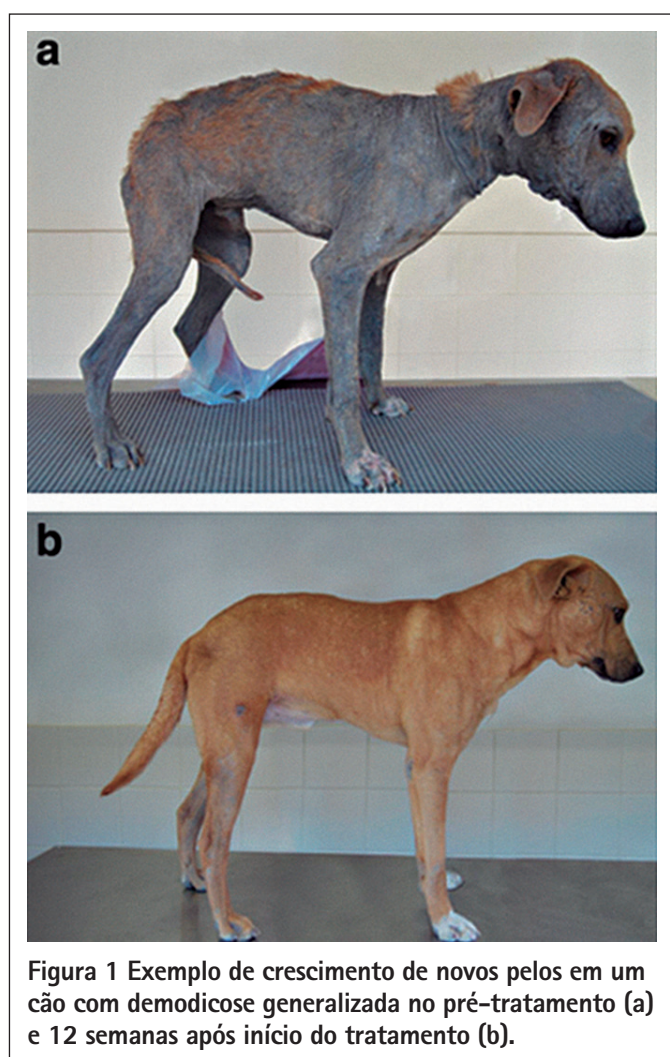 a
b
Figura 1 Exemplo de crescimento de novos pelos em um
cão com demodicose generalizada no pré-tratamento (a)
e 12 semanas após início do tratamento (b).